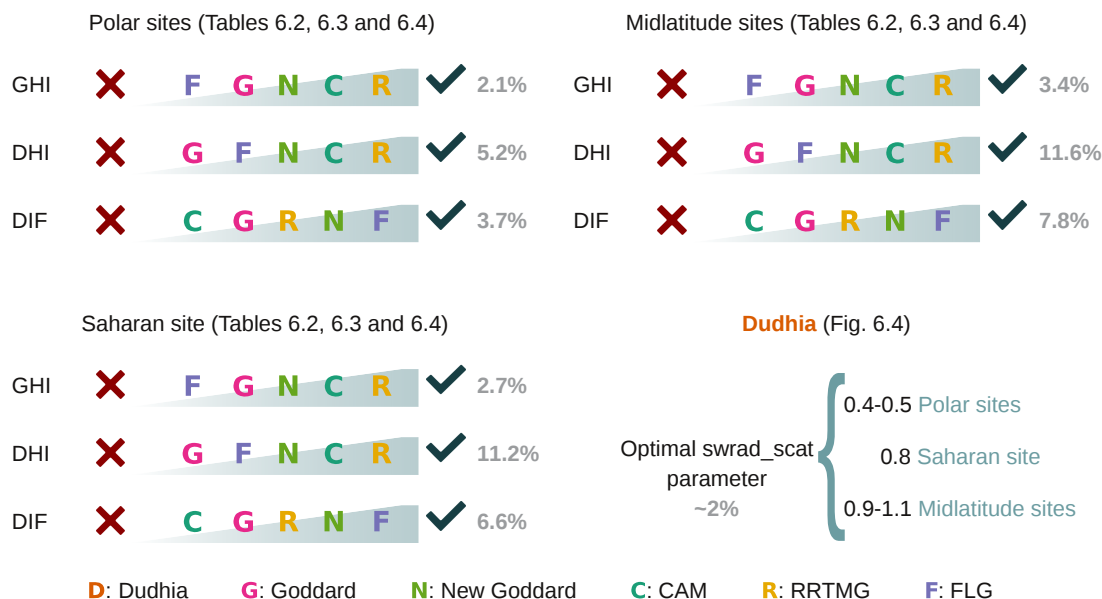 Polar sites (Tables 6.2, 6.3 and 6.4)
GHI F G N C R 2.1%
DHI G F N C R 5.2%
DIF C G R N F 3.7%
Midlatitude sites (Tables 6.2, 6.3 and 6.4)
GHI F G N C R 3.4%
DHI G F N C R 11.6%
DIF C G R N F 7.8%
Saharan site (Tables 6.2, 6.3 and 6.4)
GHI F G N C R 2.7%
DHI G F N C R 11.2%
DIF C G R N F 6.6%
Dudhia (Fig. 6.4)
Optimal swrad_scat
parameter
~2%
0.4-0.5 Polar sites
0.8 Saharan site
0.9-1.1 Midlatitude sites
D: Dudhia G: Goddard N: New Goddard C: CAM R: RRTMG F: FLG